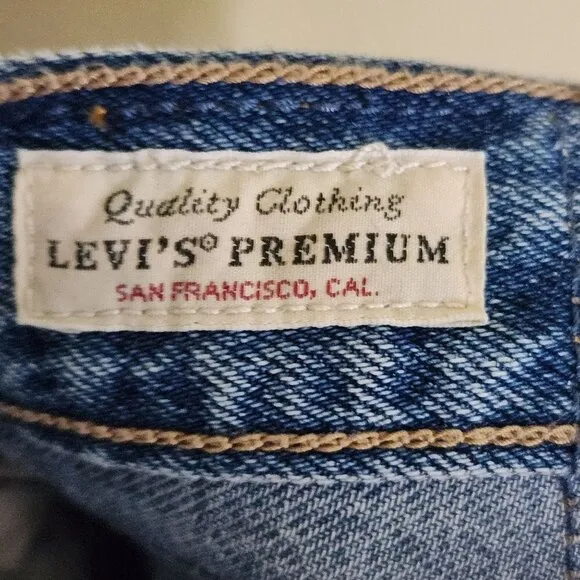 Quality Clothing
LEVI'S® PREMIUM
SAN FRANCISCO, CAL.